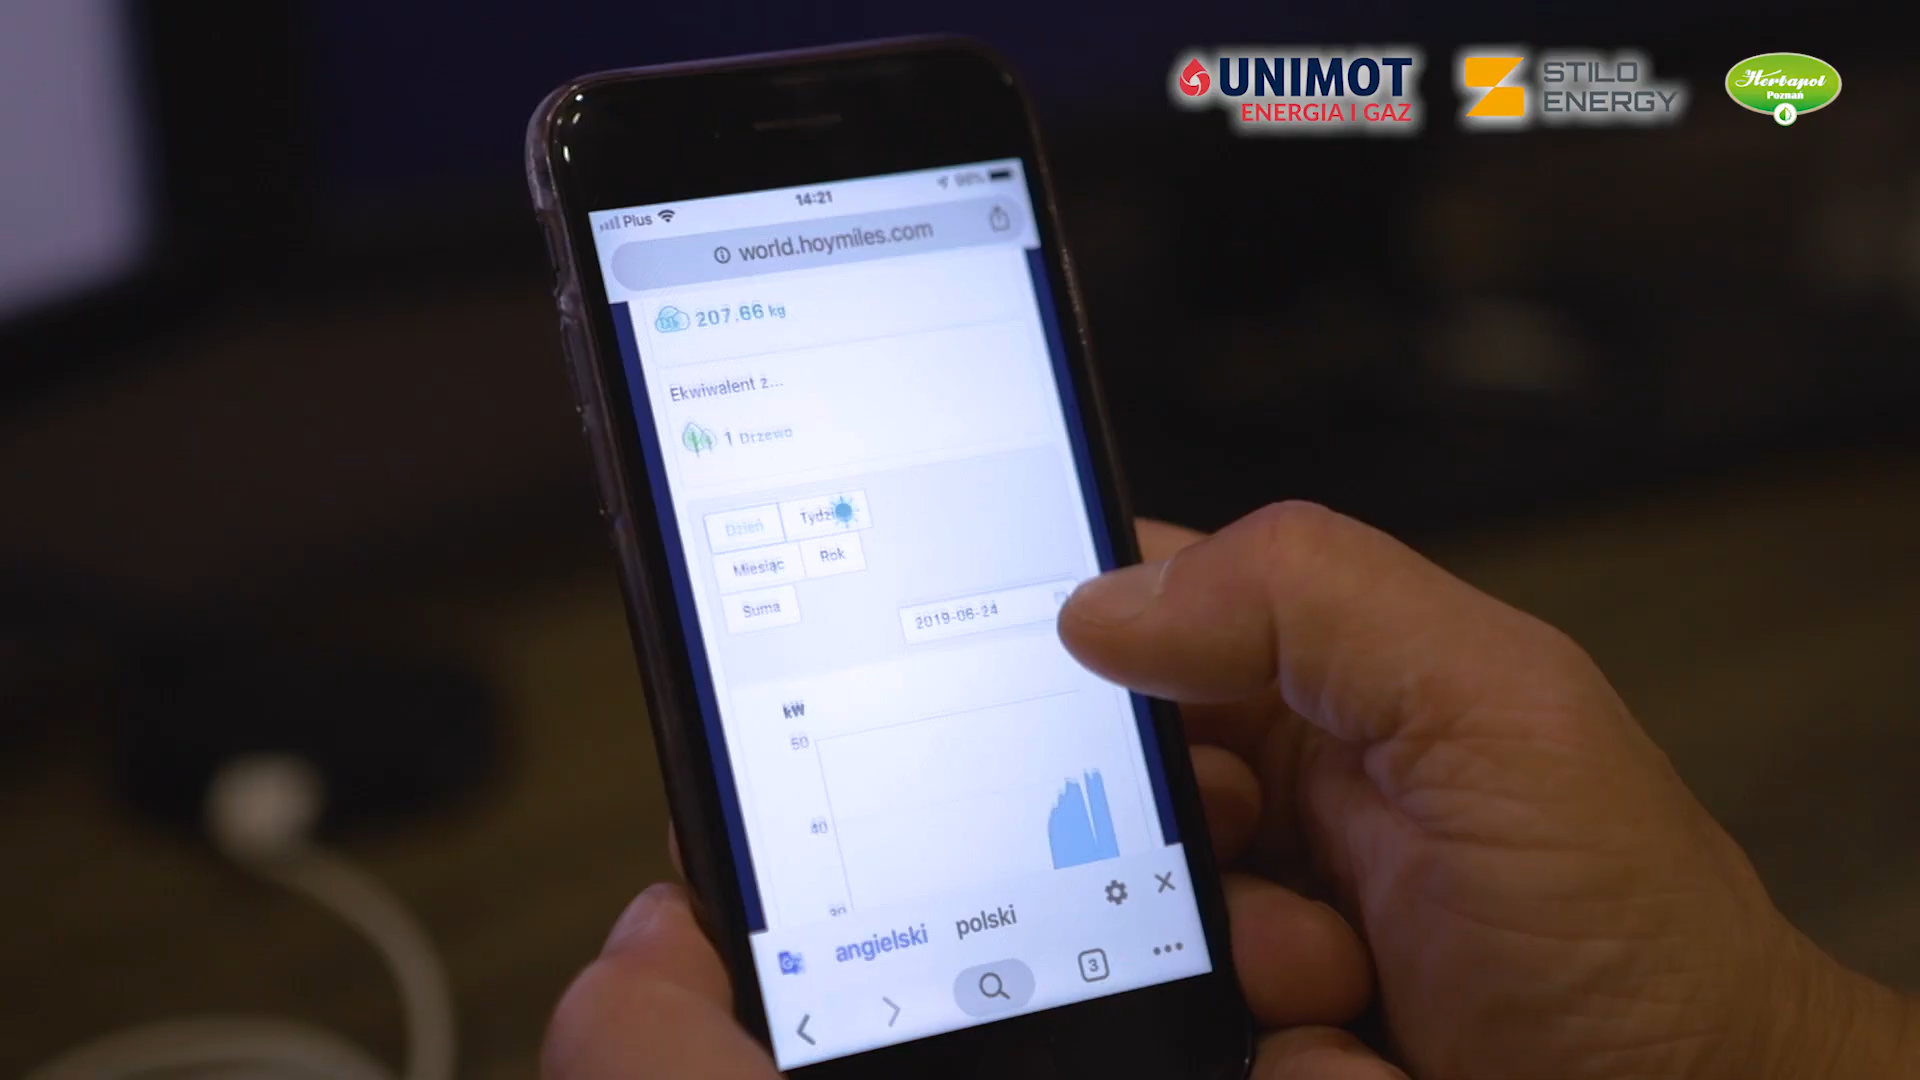 UNIMOT
ENERGIA I GAZ
STILO
ENERGY
Herbapol
Poznań
Plus
14:21
98%
world.hoymiles.com
207.66 kg
Ekwiwalent z...
1 Drzewo
Dzień
Miesiąc
Rok
Suma
2019-06-24
kW
40
angielski
polski
3